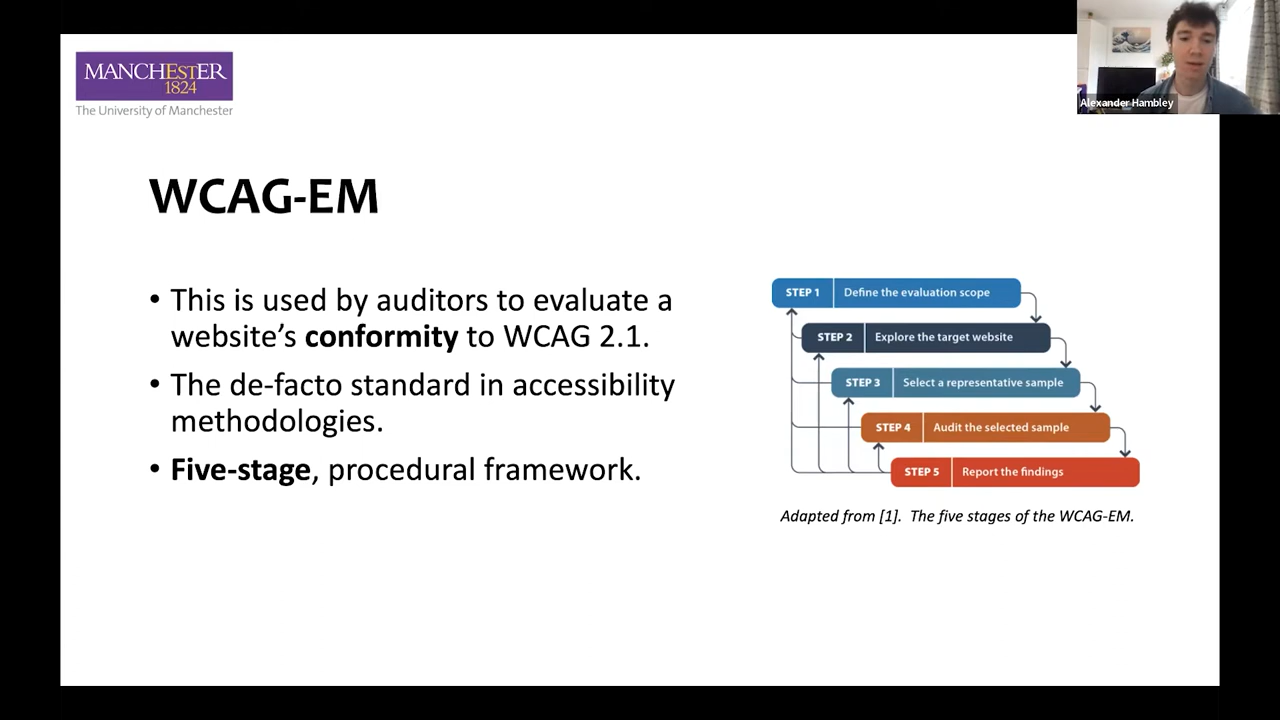 MANCHESTER
1824
The University of Manchester
Alexander Hambley
WCAG-EM
• This is used by auditors to evaluate a
website’s conformity to WCAG 2.1.
• The de-facto standard in accessibility
methodologies.
• Five-stage, procedural framework.
STEP 1 Define the evaluation scope
STEP 2 Explore the target website
STEP 3 Select a representative sample
STEP 4 Audit the selected sample
STEP 5 Report the findings
Adapted from [1]. The five stages of the WCAG-EM.